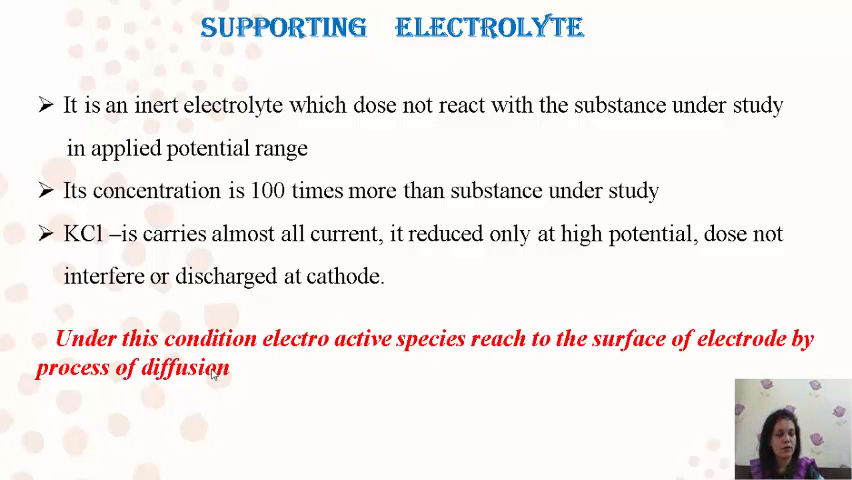 SUPPORTING ELECTROLYTE
➢ It is an inert electrolyte which dose not react with the substance under study
in applied potential range
➢ Its concentration is 100 times more than substance under study
➢ KCl –is carries almost all current, it reduced only at high potential, dose not
interfere or discharged at cathode.
Under this condition electro active species reach to the surface of electrode by
process of diffusion